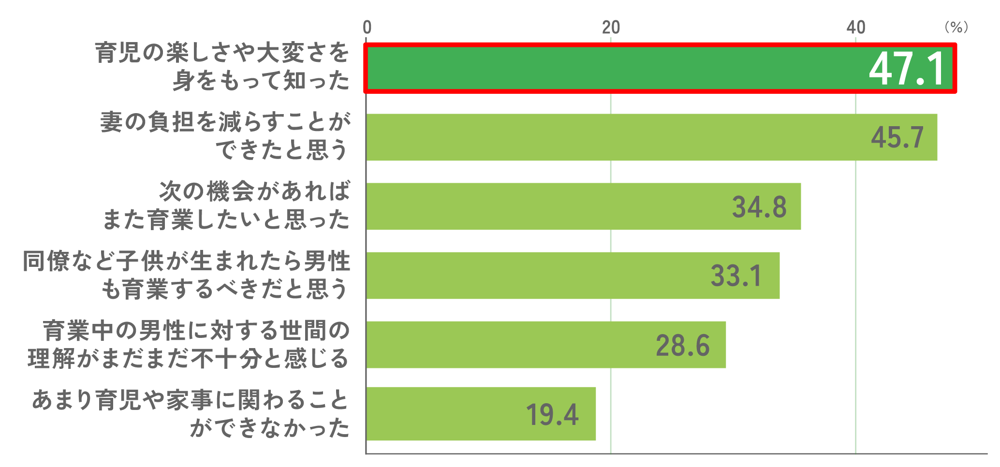 0 20 40 (%)
育児の楽しさや大変さを
身をもって知った
47.1
妻の負担を減らすことが
できたと思う
45.7
次の機会があれば
また育業したいと思った
34.8
同僚など子供が生まれたら男性
も育業するべきだと思う
33.1
育業中の男性に対する世間の
理解がまだまだ不十分と感じる
28.6
あまり育児や家事に関わること
ができなかった
19.4